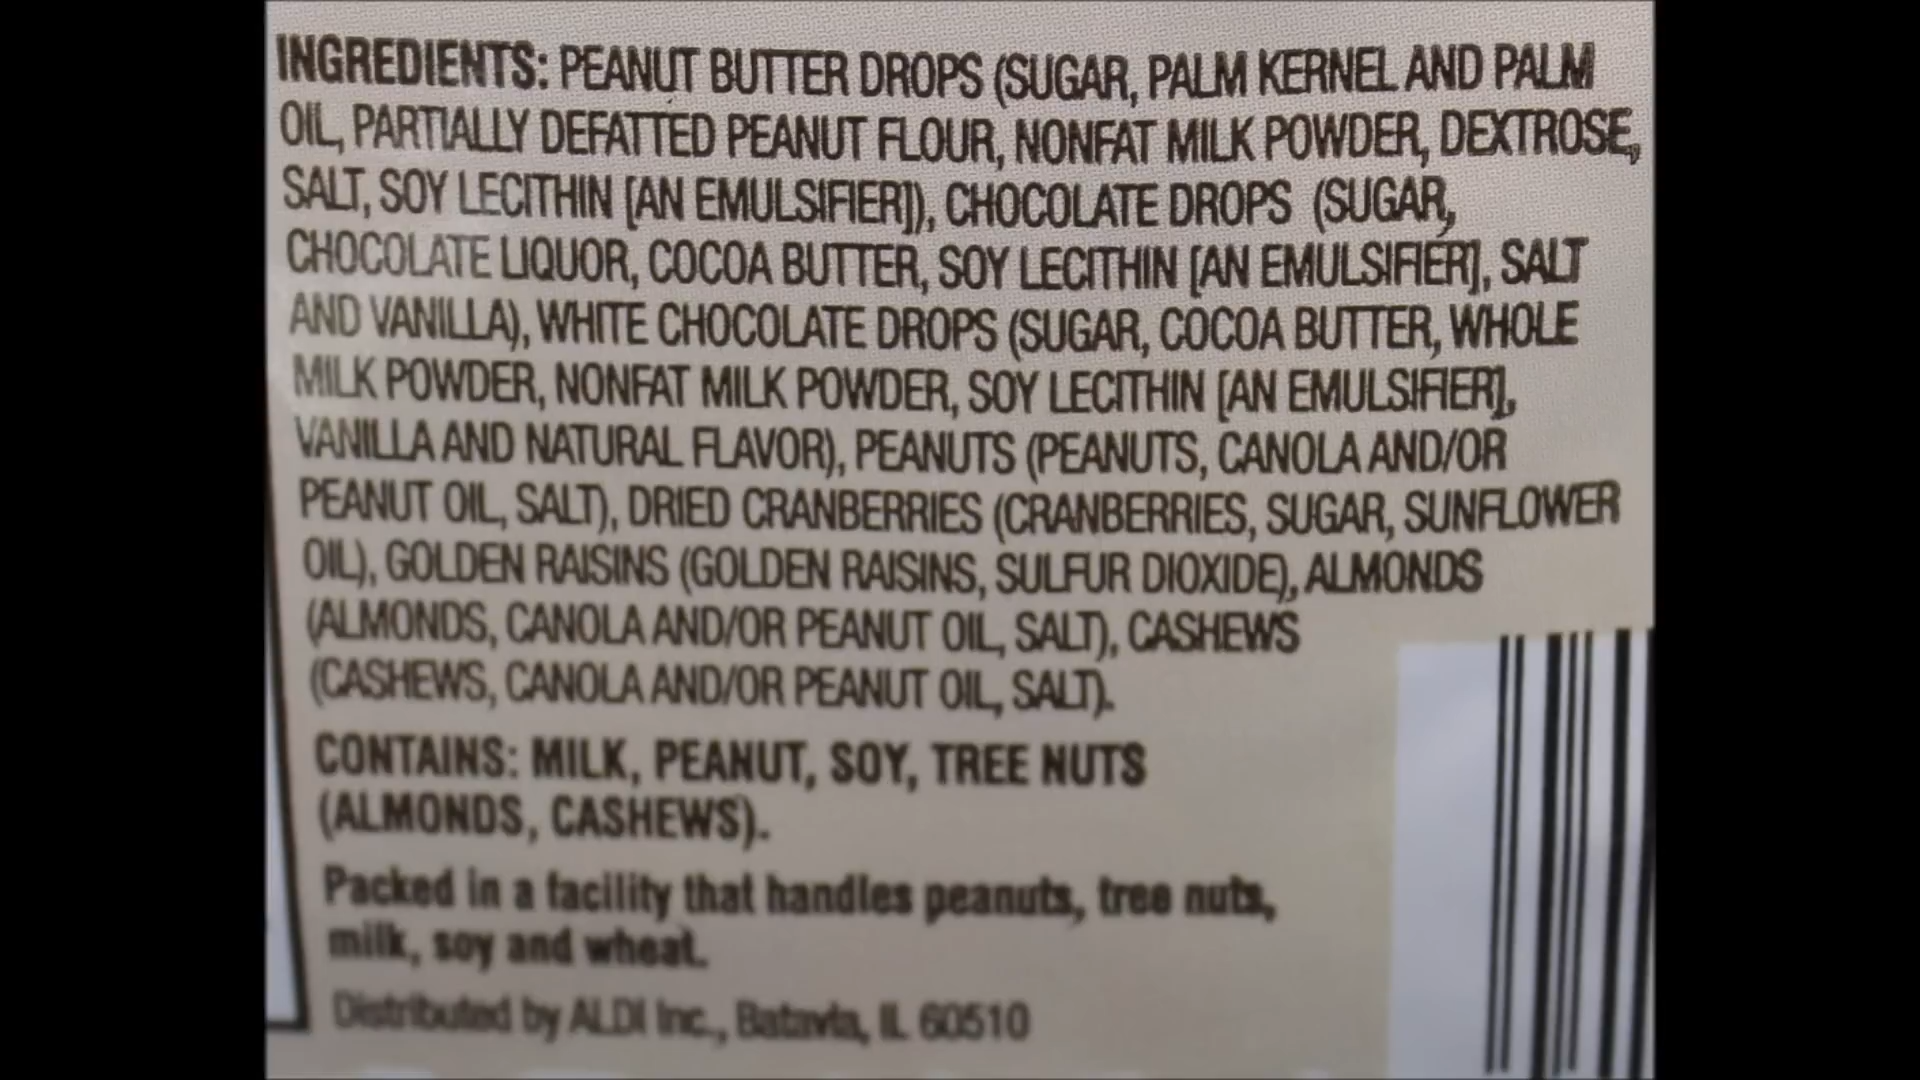 INGREDIENTS: PEANUT BUTTER DROPS (SUGAR, PALM KERNEL AND PALM
OIL, PARTIALLY DEFATTED PEANUT FLOUR, NONFAT MILK POWDER, DEXTROSE,
SALT, SOY LECITHIN [AN EMULSIFIER]), CHOCOLATE DROPS (SUGAR,
CHOCOLATE LIQUOR, COCOA BUTTER, SOY LECITHIN [AN EMULSIFIER], SALT
AND VANILLA), WHITE CHOCOLATE DROPS (SUGAR, COCOA BUTTER, WHOLE
MILK POWDER, NONFAT MILK POWDER, SOY LECITHIN [AN EMULSIFIER],
VANILLA AND NATURAL FLAVOR), PEANUTS (PEANUTS, CANOLA AND/OR
PEANUT OIL, SALT), DRIED CRANBERRIES (CRANBERRIES, SUGAR, SUNFLOWER
OIL), GOLDEN RAISINS (GOLDEN RAISINS, SULFUR DIOXIDE), ALMONDS
(ALMONDS, CANOLA AND/OR PEANUT OIL, SALT), CASHEWS
(CASHEWS, CANOLA AND/OR PEANUT OIL, SALT).
CONTAINS: MILK, PEANUT, SOY, TREE NUTS
(ALMONDS, CASHEWS).
Packed in a facility that handles peanuts, tree nuts,
milk, soy and wheat.
Distributed by ALDI Inc., Batavia, IL 60510